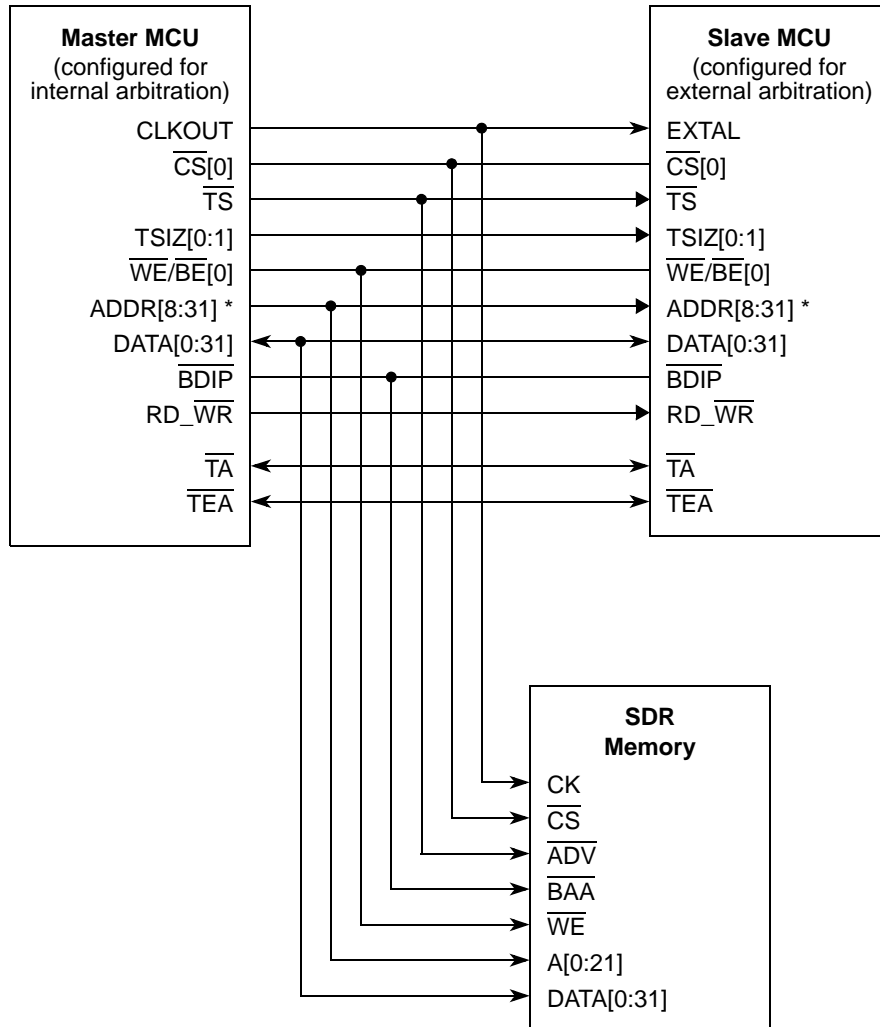 Master MCU
(configured for
internal arbitration)
CLKOUT
CS[0]
TS
TSIZ[0:1]
WE/BE[0]
ADDR[8:31] *
DATA[0:31]
BDIP
RD_WR
TA
TEA
Slave MCU
(configured for
external arbitration)
EXTAL
CS[0]
TS
TSIZ[0:1]
WE/BE[0]
ADDR[8:31] *
DATA[0:31]
BDIP
RD_WR
TA
TEA
SDR
Memory
CK
CS
ADV
BAA
WE
A[0:21]
DATA[0:31]